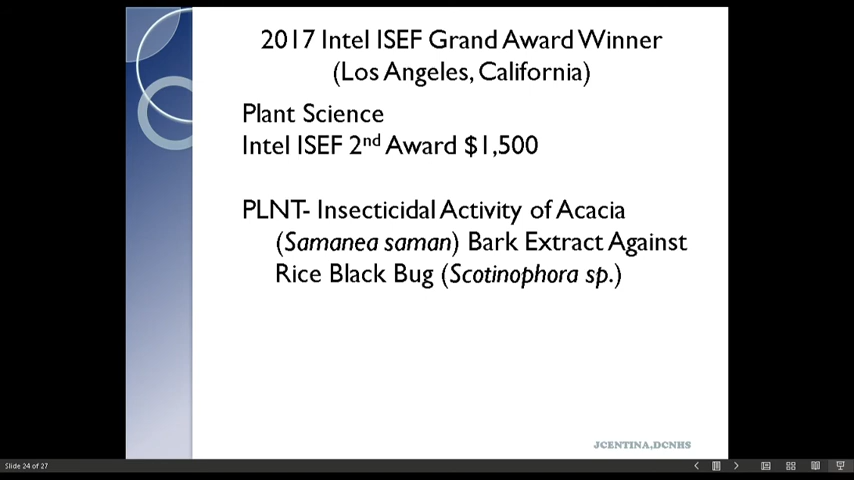 2017 Intel ISEF Grand Award Winner
(Los Angeles, California)
Plant Science
Intel ISEF 2nd Award $1,500
PLNT- Insecticidal Activity of Acacia
(Samanea saman) Bark Extract Against
Rice Black Bug (Scotinophora sp.)
JCENTINA,DCNHS
Slide 24 of 27